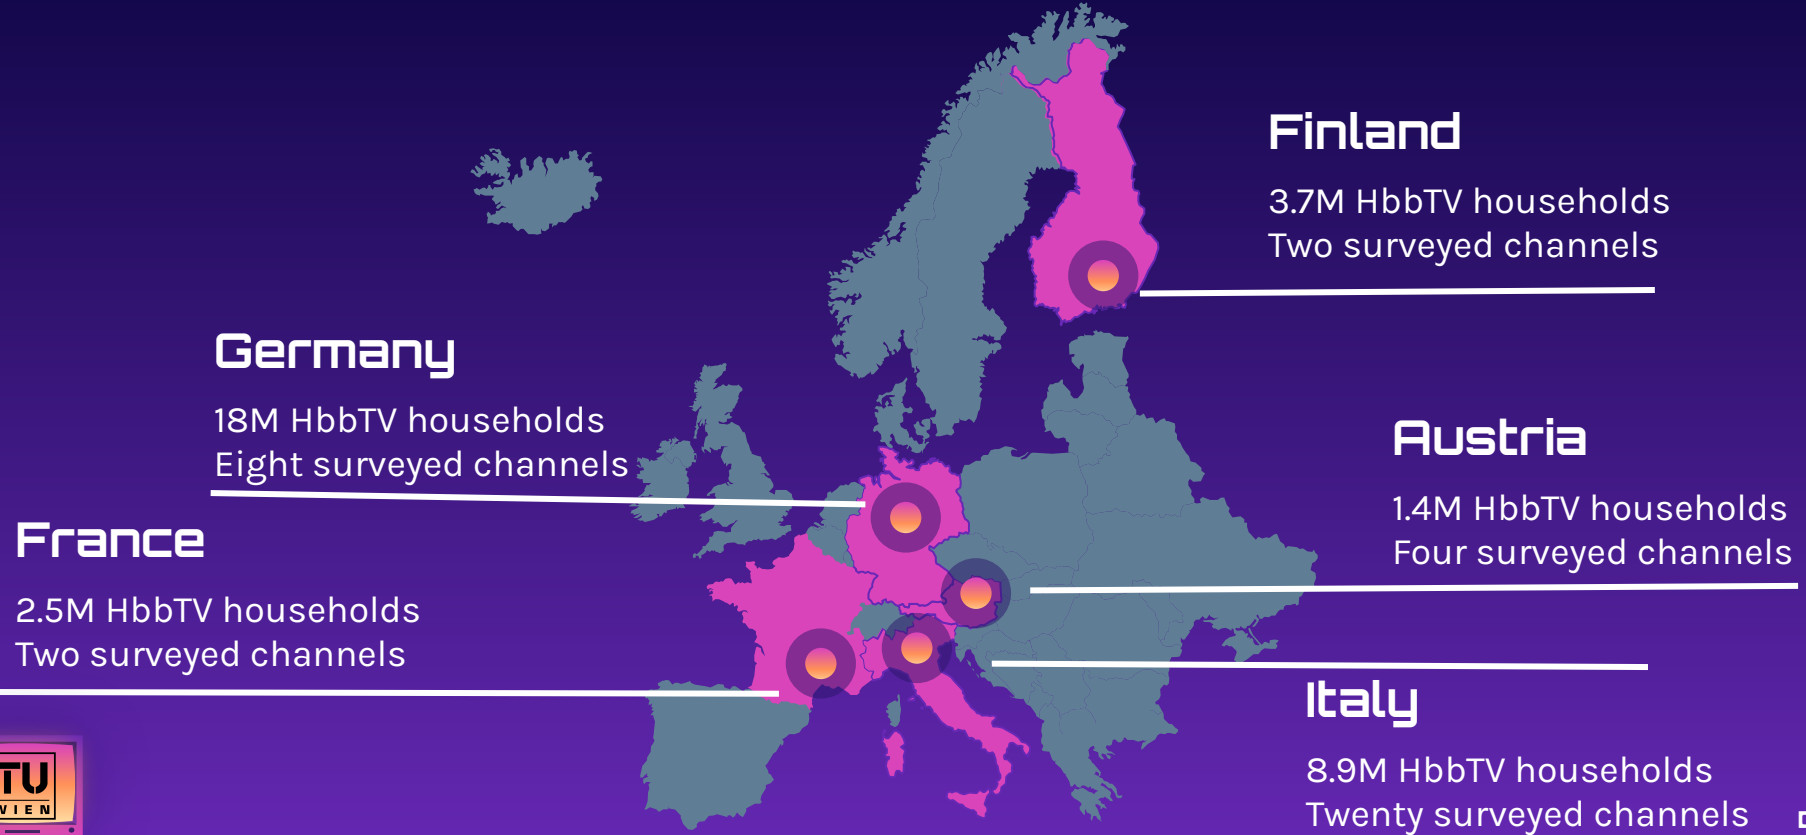 Finland
3.7M HbbTV households
Two surveyed channels
Germany
18M HbbTV households
Eight surveyed channels
Austria
1.4M HbbTV households
Four surveyed channels
France
2.5M HbbTV households
Two surveyed channels
Italy
8.9M HbbTV households
Twenty surveyed channels
TU
WIEN